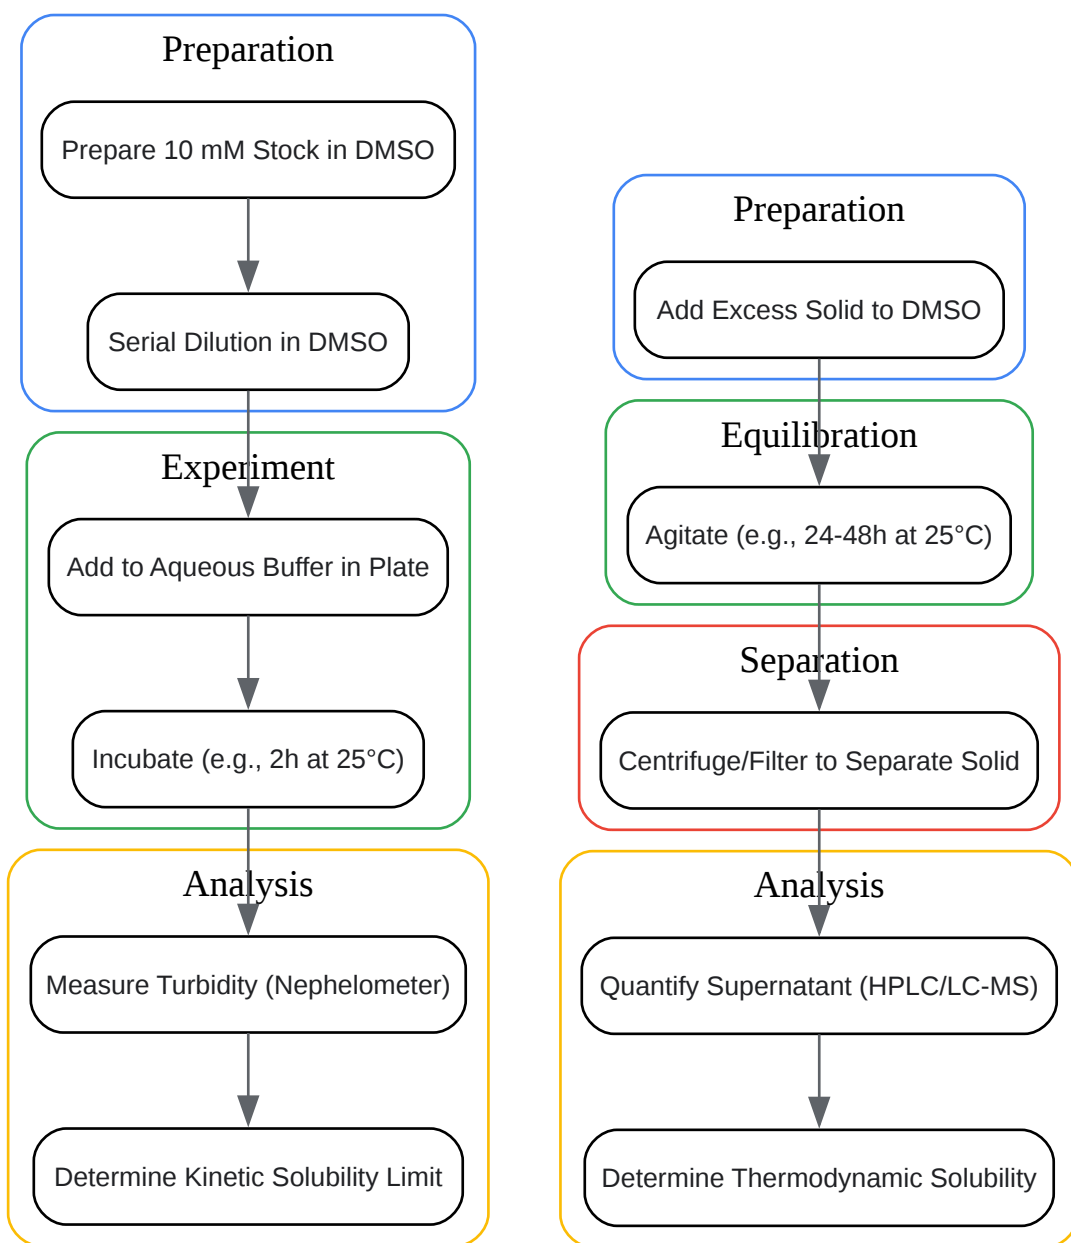 Preparation
Prepare 10 mM Stock in DMSO
Serial Dilution in DMSO
Experiment
Add to Aqueous Buffer in Plate
Incubate (e.g., 2h at 25°C)
Analysis
Measure Turbidity (Nephelometer)
Determine Kinetic Solubility Limit
Preparation
Add Excess Solid to DMSO
Equilibration
Agitate (e.g., 24-48h at 25°C)
Separation
Centrifuge/Filter to Separate Solid
Analysis
Quantify Supernatant (HPLC/LC-MS)
Determine Thermodynamic Solubility